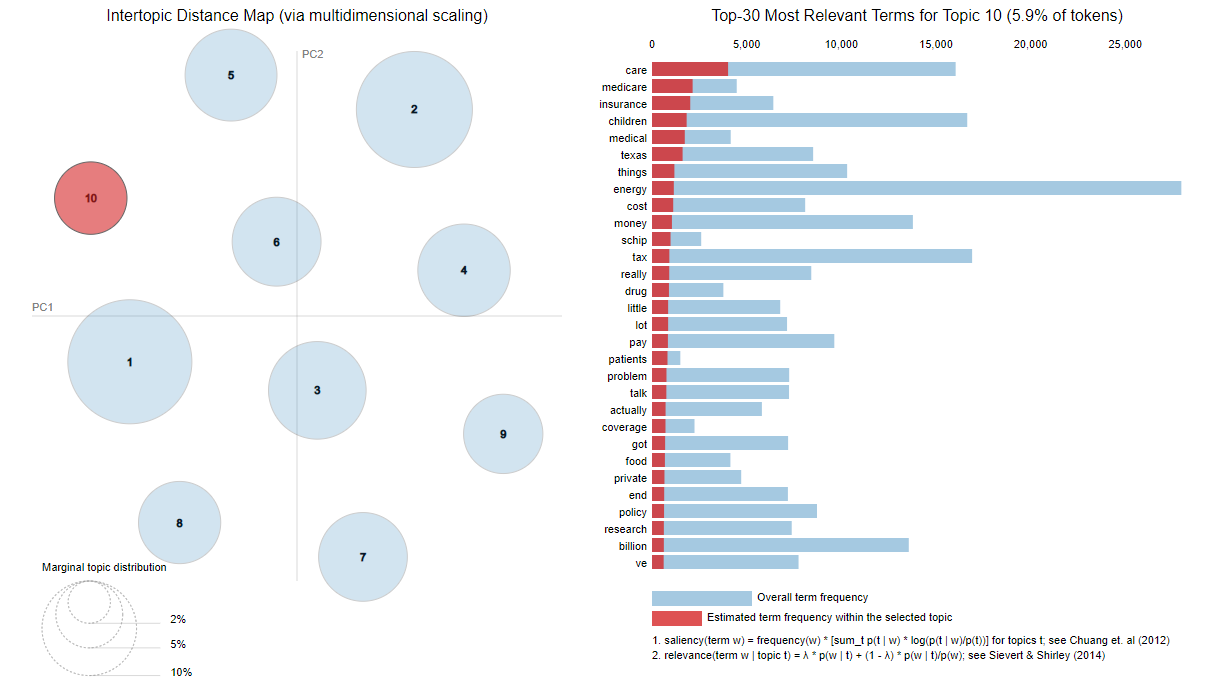 Intertopic Distance Map (via multidimensional scaling)
PC2
5
2
10
6
4
PC1
1
3
9
8
7
Marginal topic distribution
2%
5%
10%
Top-30 Most Relevant Terms for Topic 10 (5.9% of tokens)
0 5,000 10,000 15,000 20,000 25,000
care
medicare
insurance
children
medical
texas
things
energy
cost
money
schip
tax
really
drug
little
lot
pay
patients
problem
talk
actually
coverage
got
food
private
end
policy
research
billion
ve
Overall term frequency
Estimated term frequency within the selected topic
1. saliency(term w) = frequency(w) * [sum_t p(t | w) * log(p(t | w)/p(t))] for topics t; see Chuang et. al (2012)
2. relevance(term w | topic t) = λ * p(w | t) + (1 - λ) * p(w | t)/p(w); see Sievert & Shirley (2014)